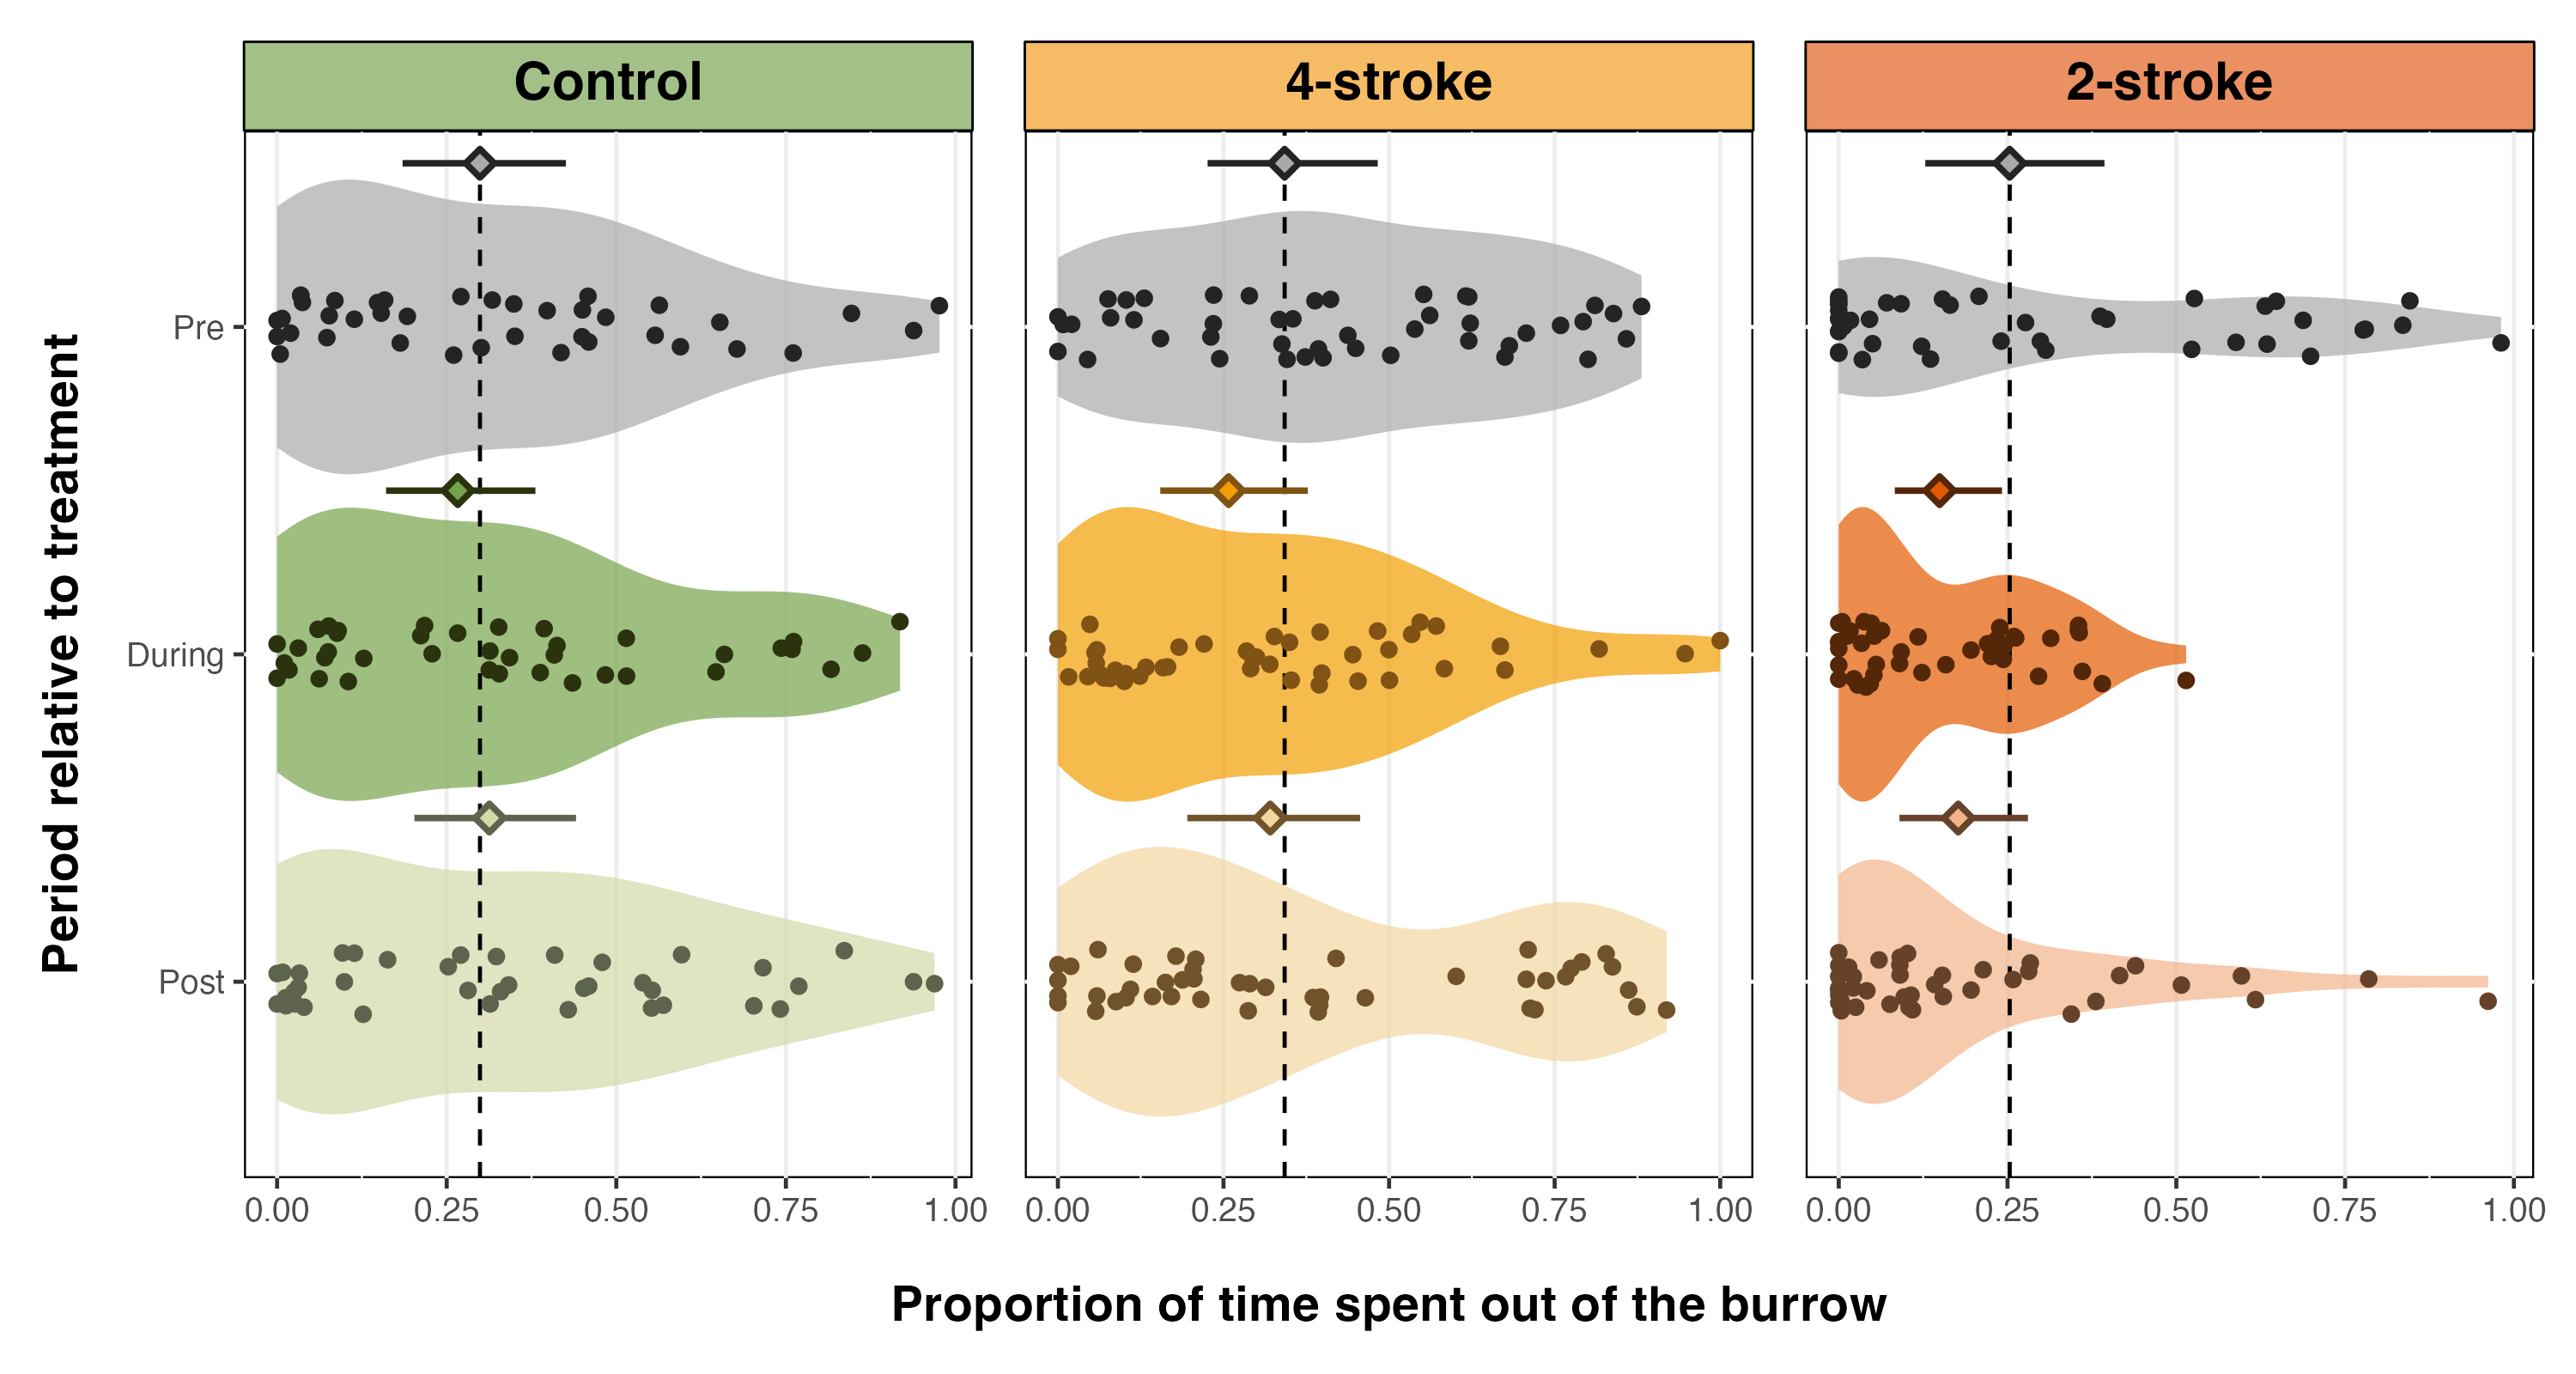 Control
4-stroke
2-stroke
Period relative to treatment
Pre
During
Post
0.00 0.25 0.50 0.75 1.00
0.00 0.25 0.50 0.75 1.00
0.00 0.25 0.50 0.75 1.00
Proportion of time spent out of the burrow